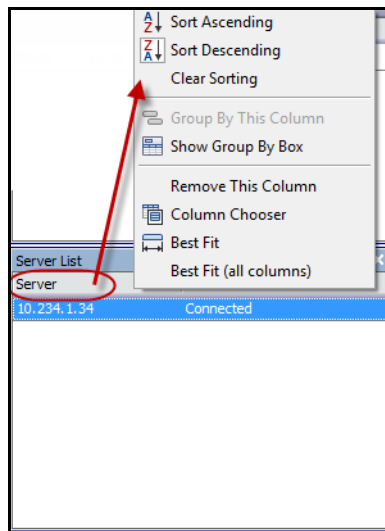 Sort Ascending
Sort Descending
Clear Sorting
Group By This Column
Show Group By Box
Remove This Column
Column Chooser
Best Fit
Best Fit (all columns)
Server List
Server
10.234.1.34 Connected